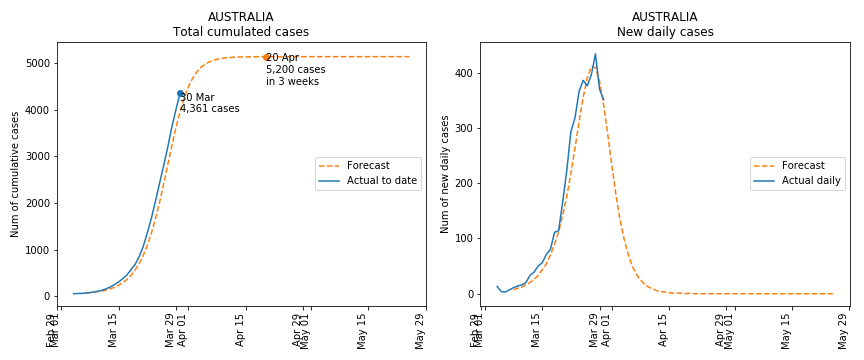 AUSTRALIA
Total cumulated cases
Num of cumulative cases
5000
4000
3000
2000
1000
0
20 Apr
5,200 cases
in 3 weeks
30 Mar
4,361 cases
Forecast
Actual to date
Feb 29
Mar 01
Mar 15
Mar 29
Apr 01
Apr 15
Apr 29
May 01
May 15
May 29
AUSTRALIA
New daily cases
Num of new daily cases
400
300
200
100
0
Forecast
Actual daily
Feb 29
Mar 01
Mar 15
Mar 29
Apr 01
Apr 15
Apr 29
May 01
May 15
May 29